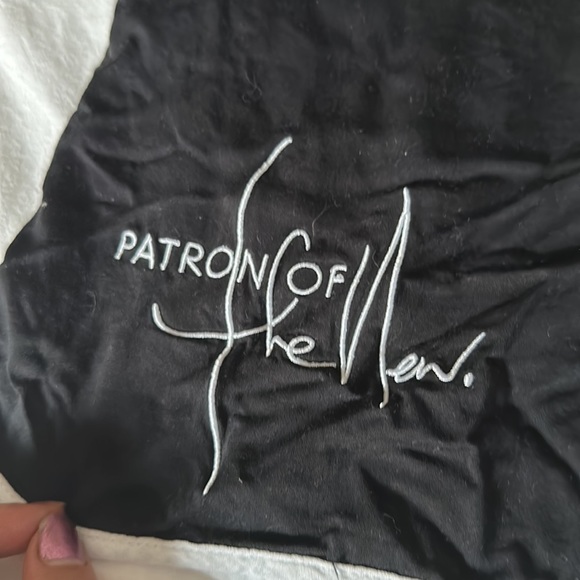 PATRON OF
the New.